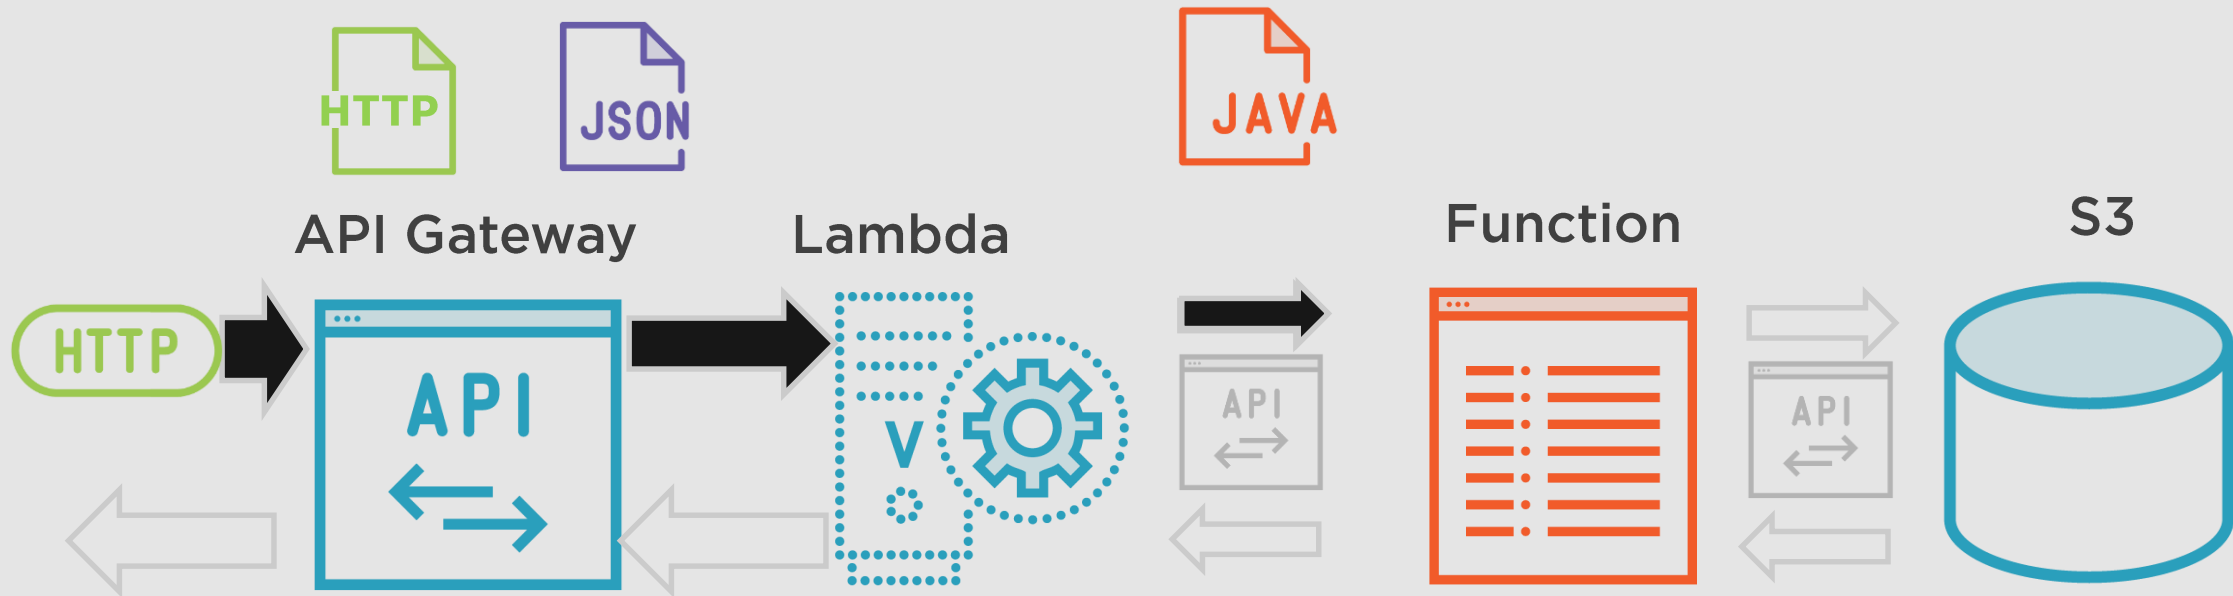 HTTP
JSON
JAVA
API Gateway
Lambda
Function
S3
HTTP
API
V
API
API